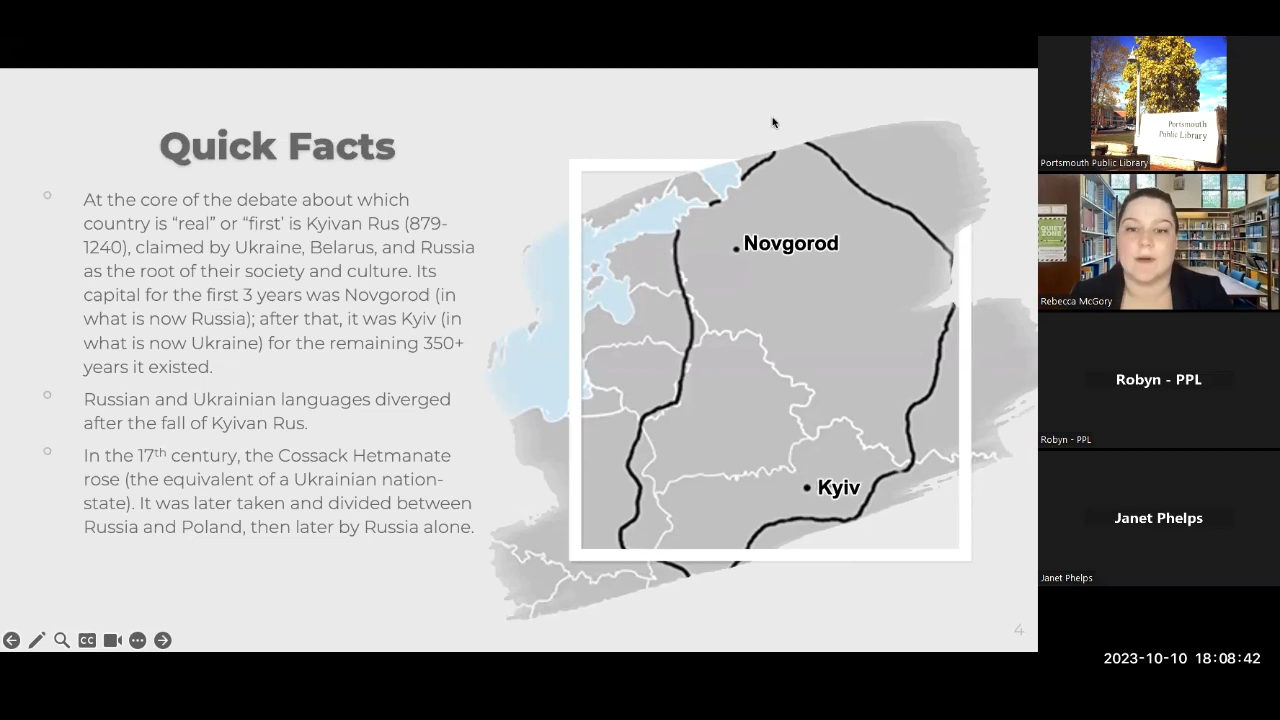 Quick Facts
At the core of the debate about which
country is “real” or “first’ is Kyivan Rus (879-
1240), claimed by Ukraine, Belarus, and Russia
as the root of their society and culture. Its
capital for the first 3 years was Novgorod (in
what is now Russia); after that, it was Kyiv (in
what is now Ukraine) for the remaining 350+
years it existed.
Russian and Ukrainian languages diverged
after the fall of Kyivan Rus.
In the 17th century, the Cossack Hetmanate
rose (the equivalent of a Ukrainian nation-
state). It was later taken and divided between
Russia and Poland, then later by Russia alone.
Novgorod
Kyiv
4
CC
Portsmouth
Public Library
Portsmouth Public Library
QUIET
ZONE
Rebecca McGory
Robyn - PPL
Robyn - PPL
Janet Phelps
Janet Phelps
2023-10-10 18:08:42